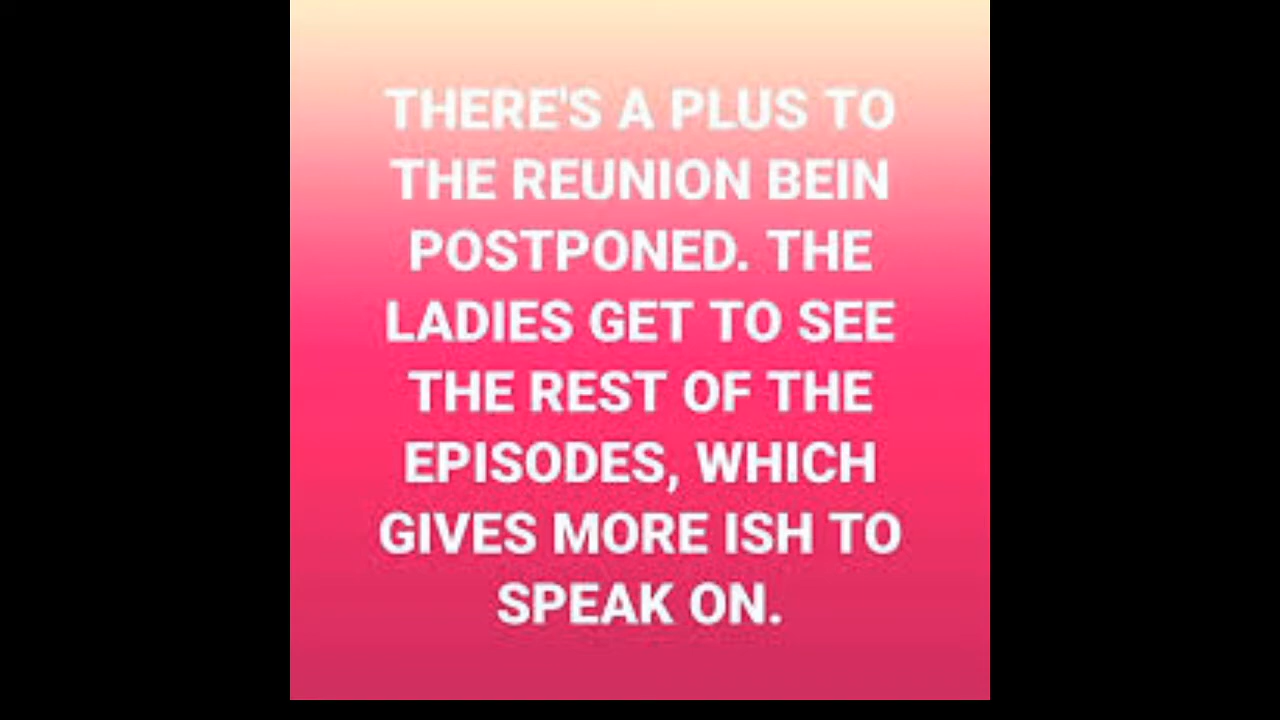 THERE'S A PLUS TO
THE REUNION BEIN
POSTPONED. THE
LADIES GET TO SEE
THE REST OF THE
EPISODES, WHICH
GIVES MORE ISH TO
SPEAK ON.